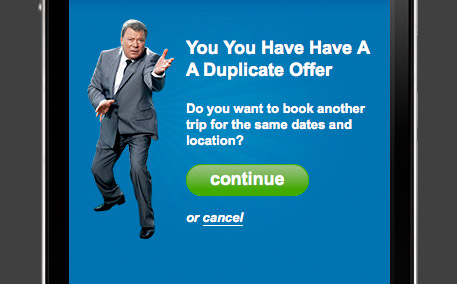 You You Have Have A
A Duplicate Offer
Do you want to book another
trip for the same dates and
location?
continue
or cancel